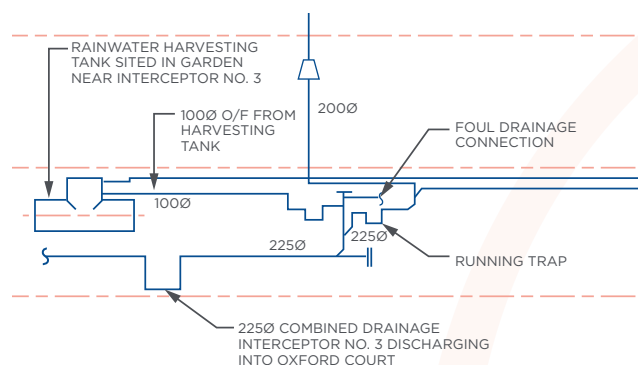 RAINWATER HARVESTING
TANK SITED IN GARDEN
NEAR INTERCEPTOR NO. 3
100Ø O/F FROM
HARVESTING
TANK
200Ø
FOUL DRAINAGE
CONNECTION
100Ø
225Ø
225Ø
RUNNING TRAP
225Ø COMBINED DRAINAGE
INTERCEPTOR NO. 3 DISCHARGING
INTO OXFORD COURT